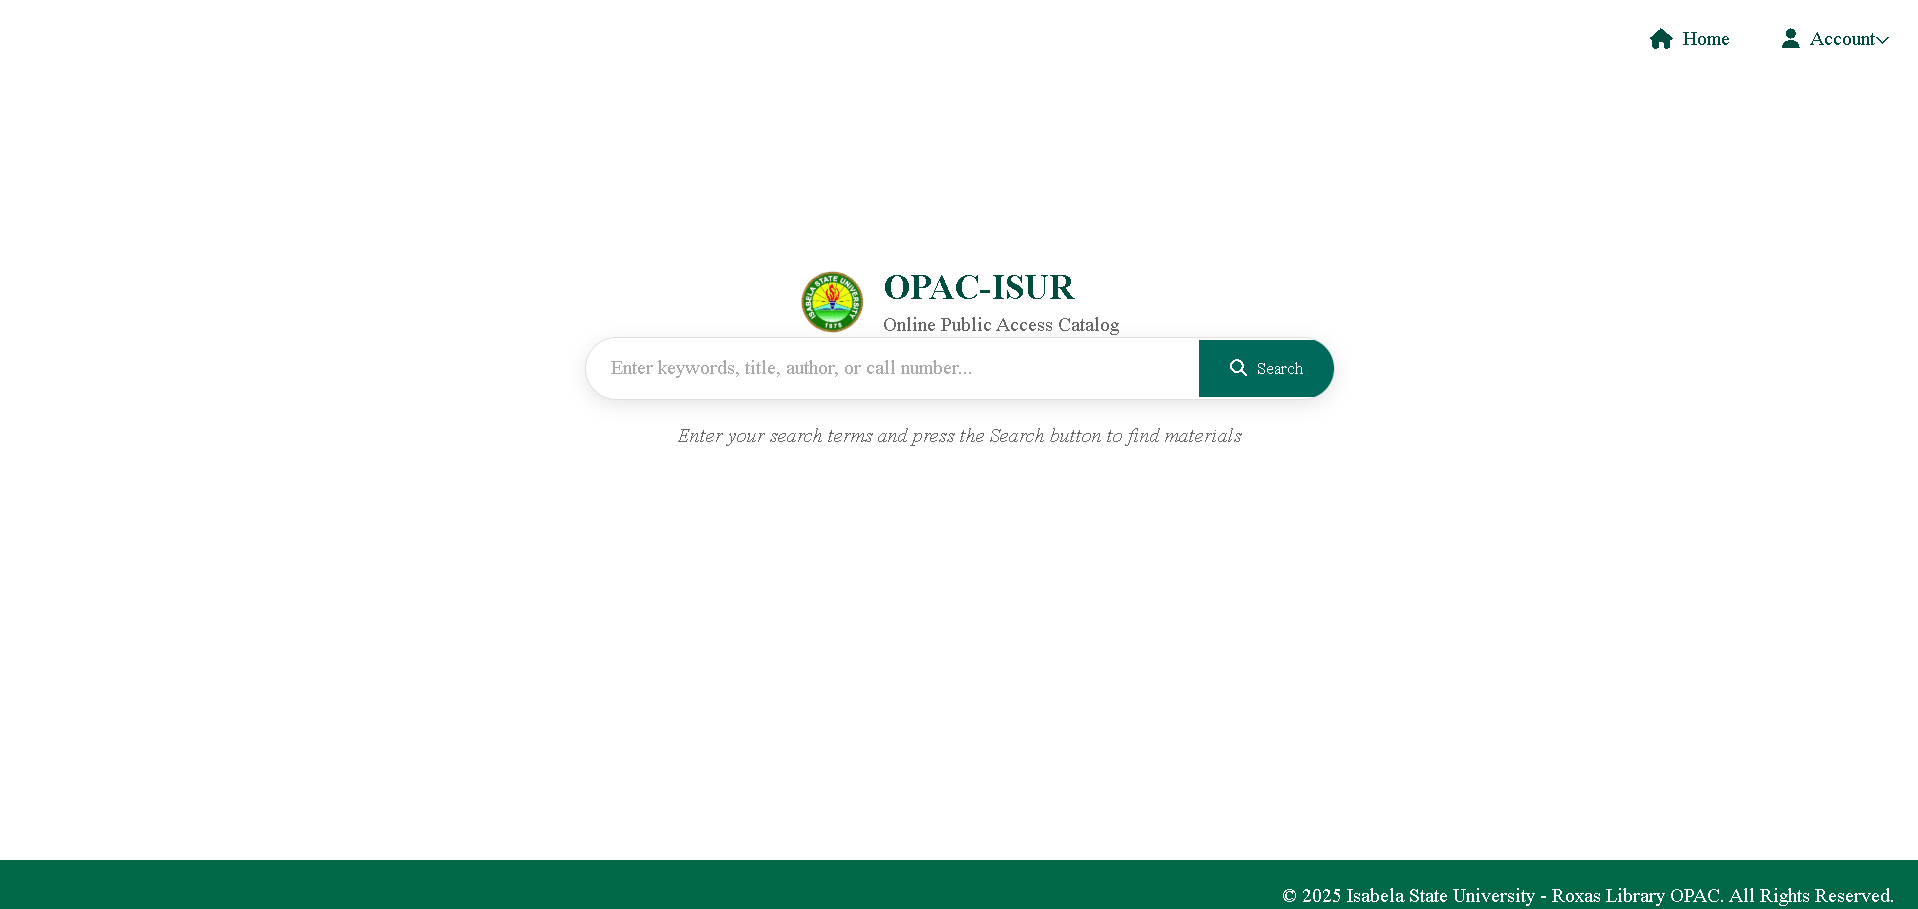 Home
Account
ISABELA STATE UNIVERSITY
1978
OPAC-ISUR
Online Public Access Catalog
Enter keywords, title, author, or call number...
Search
Enter your search terms and press the Search button to find materials
© 2025 Isabela State University - Roxas Library OPAC. All Rights Reserved.